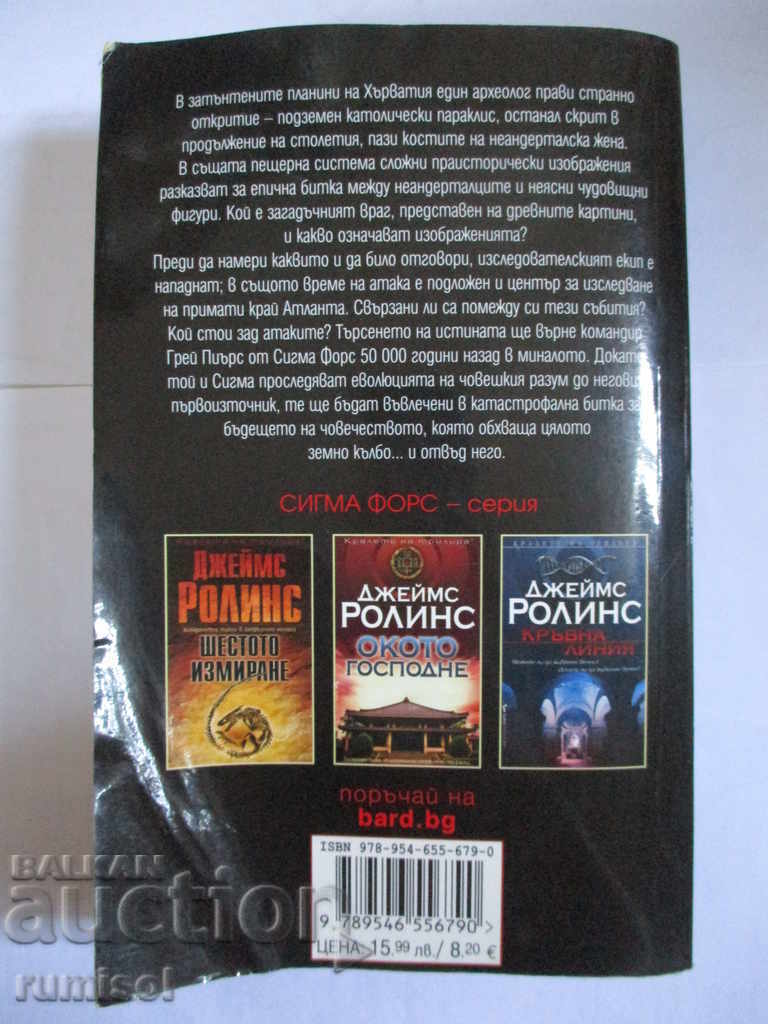 В затънтените планини на Хърватия един археолог прави странно
откритие – подземен католически параклис, останал скрит в
продължение на столетия, пази костите на неандерталска жена.
В същата пещерна система сложни праисторически изображения
разказват за епична битка между неандерталците и неясни чудовищни
фигури. Кой е загадъчният враг, представен на древните картини,
и какво означават изображенията?
Преди да намери каквито и да било отговори, изследователският екип е
нападнат; в същото време на атака е подложен и център за изследване
на примати край Атланта. Свързани ли са помежду си тези събития?
Кой стои зад атаките? Търсенето на истината ще върне командир
Грей Пиърс от Сигма Форс 50 000 години назад в миналото. Докато
той и Сигма проследяват еволюцията на човешкия разум до неговия
първоизточник, те ще бъдат въвлечени в катастрофална битка за
бъдещето на човечеството, която обхваща цялото
земно кълбо... и отвъд него.
СИГМА ФОРС – серия
ДЖЕЙМС
РОЛИНС
ШЕСТОТО
ИЗМИРАНЕ
Кралете на трилъра
ДЖЕЙМС
РОЛИНС
ОКОТО
ГОСПОДНЕ
ДЖЕЙМС
РОЛИНС
КРЪВНА
ЛИНИЯ
поръчай на
bard.bg
ISBN 978-954-655-679-0
9 789546 556790 >
ЦЕНА: 15,99 лв./ 8,20 €
BALKAN
auction
rumisol